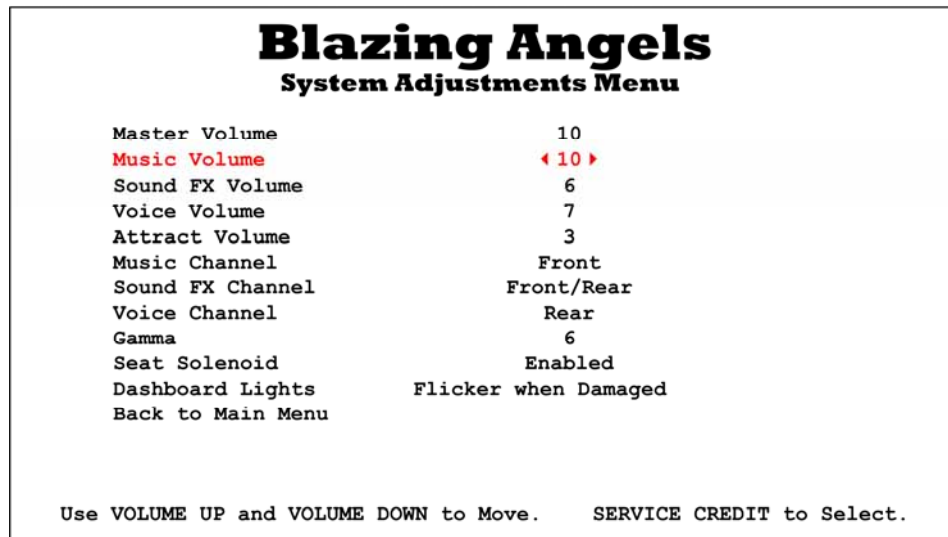 Blazing Angels
System Adjustments Menu
Master Volume 10
Music Volume 10
Sound FX Volume 6
Voice Volume 7
Attract Volume 3
Music Channel Front
Sound FX Channel Front/Rear
Voice Channel Rear
Gamma 6
Seat Solenoid Enabled
Dashboard Lights Flicker when Damaged
Back to Main Menu
Use VOLUME UP and VOLUME DOWN to Move. SERVICE CREDIT to Select.